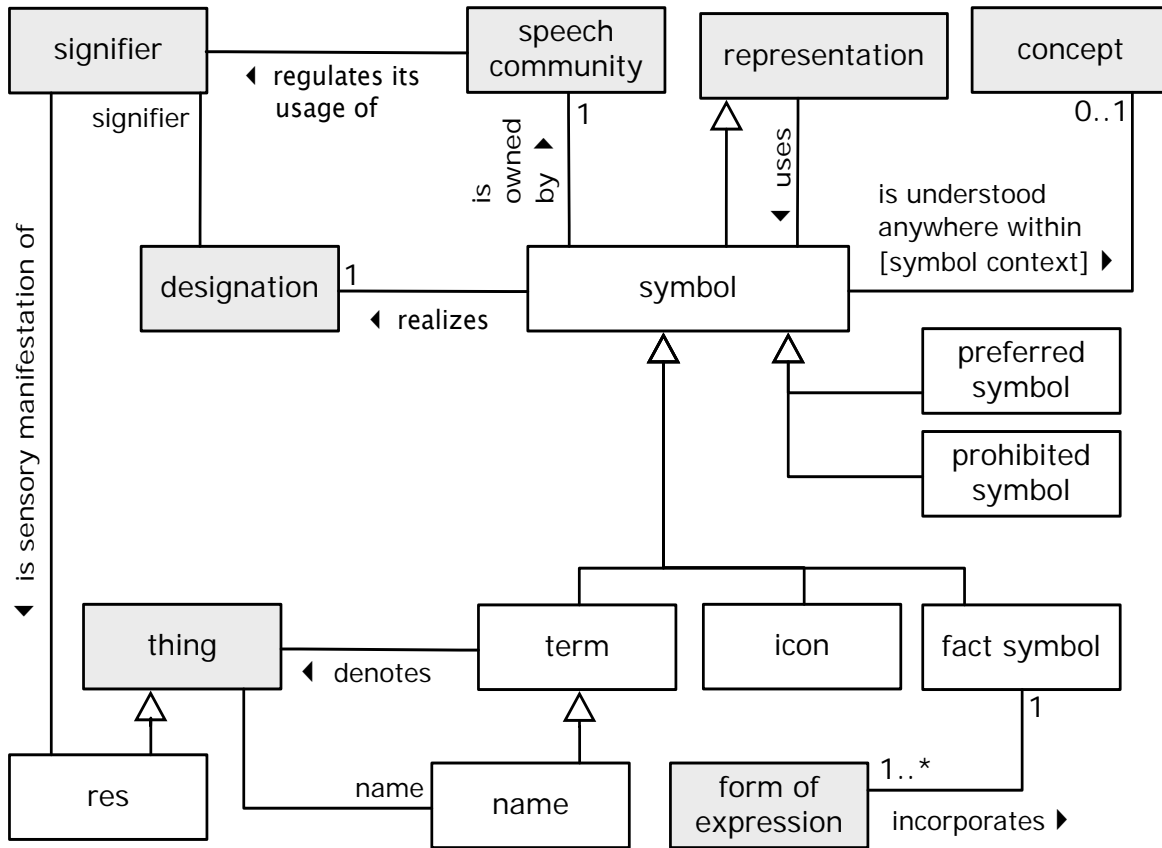 signifier
speech
community
representation
concept
◄ regulates its
usage of
signifier
1
0..1
is
owned
by ►
◄ uses
is understood
anywhere within
[symbol context] ►
◄ is sensory manifestation of
designation
1
symbol
◄ realizes
preferred
symbol
prohibited
symbol
thing
term
icon
fact symbol
◄ denotes
1
res
name
name
form of
expression
1..*
incorporates ►